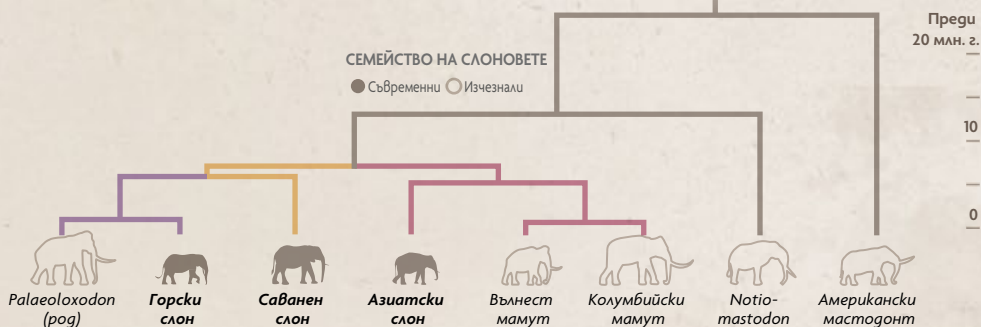 Преди
20 млн. г.
СЕМЕЙСТВО НА СЛОНОВЕТЕ
Съвременни Изчезнали
10
0
Palaeoloxodon
(род)
Горски
слон
Саванен
слон
Азиатски
слон
Вълнест
мамут
Колумбийски
мамут
Notio-
mastodon
Американски
мастодонт